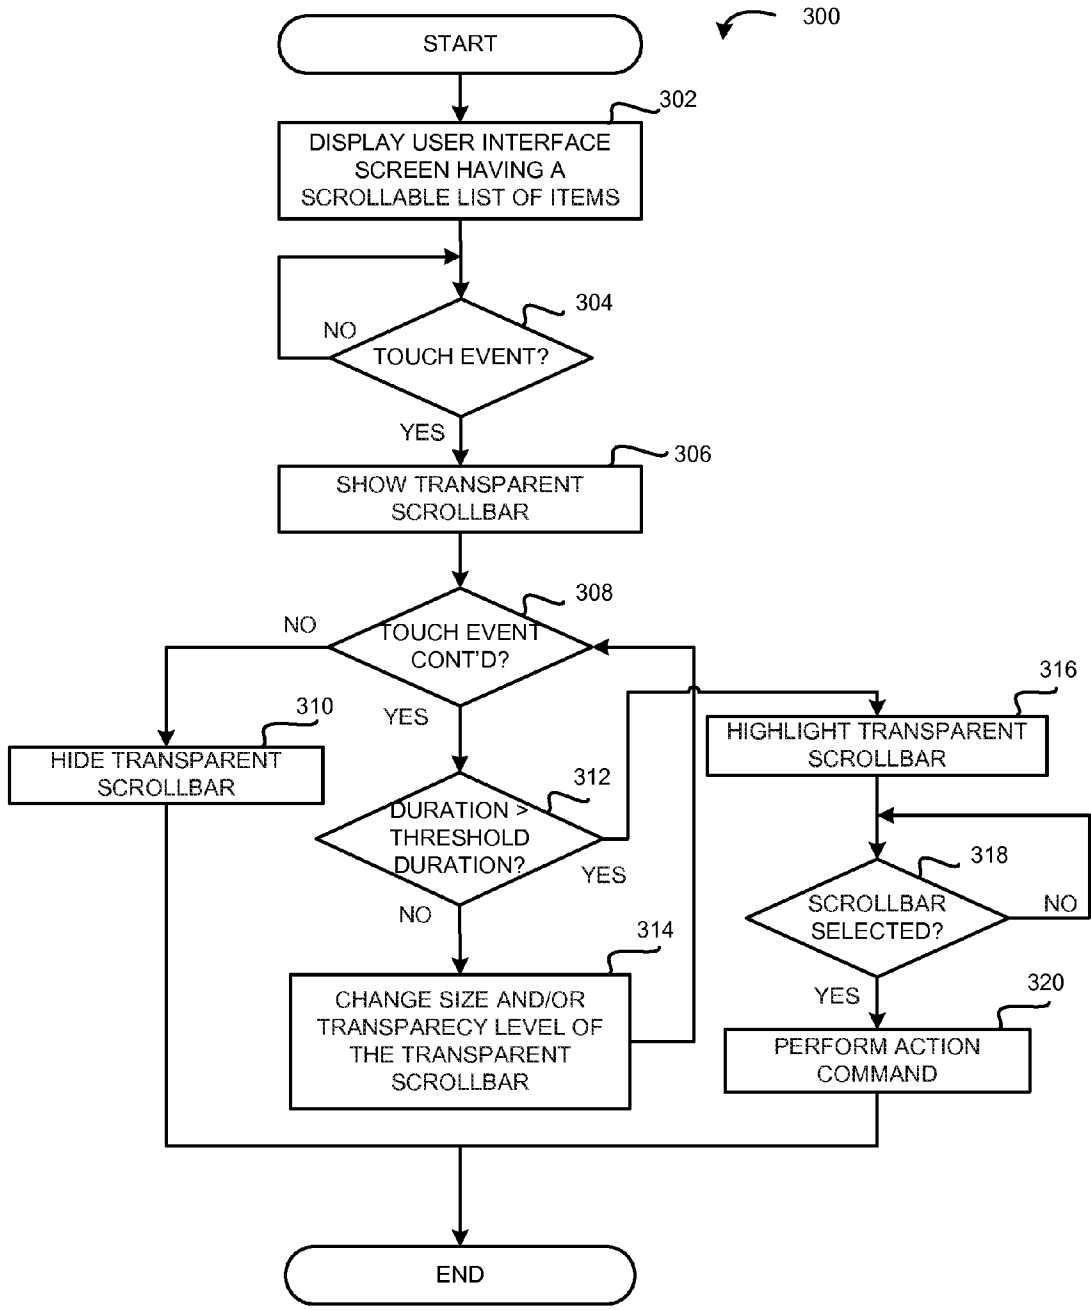 300
START
302
DISPLAY USER INTERFACE
SCREEN HAVING A
SCROLLABLE LIST OF ITEMS
304
NO
TOUCH EVENT?
YES
306
SHOW TRANSPARENT
SCROLLBAR
308
NO
TOUCH EVENT
CONT'D?
YES
310
HIDE TRANSPARENT
SCROLLBAR
316
HIGHLIGHT TRANSPARENT
SCROLLBAR
312
DURATION >
THRESHOLD
DURATION?
YES
NO
318
SCROLLBAR
SELECTED?
NO
YES
314
CHANGE SIZE AND/OR
TRANSPARECY LEVEL OF
THE TRANSPARENT
SCROLLBAR
320
PERFORM ACTION
COMMAND
END